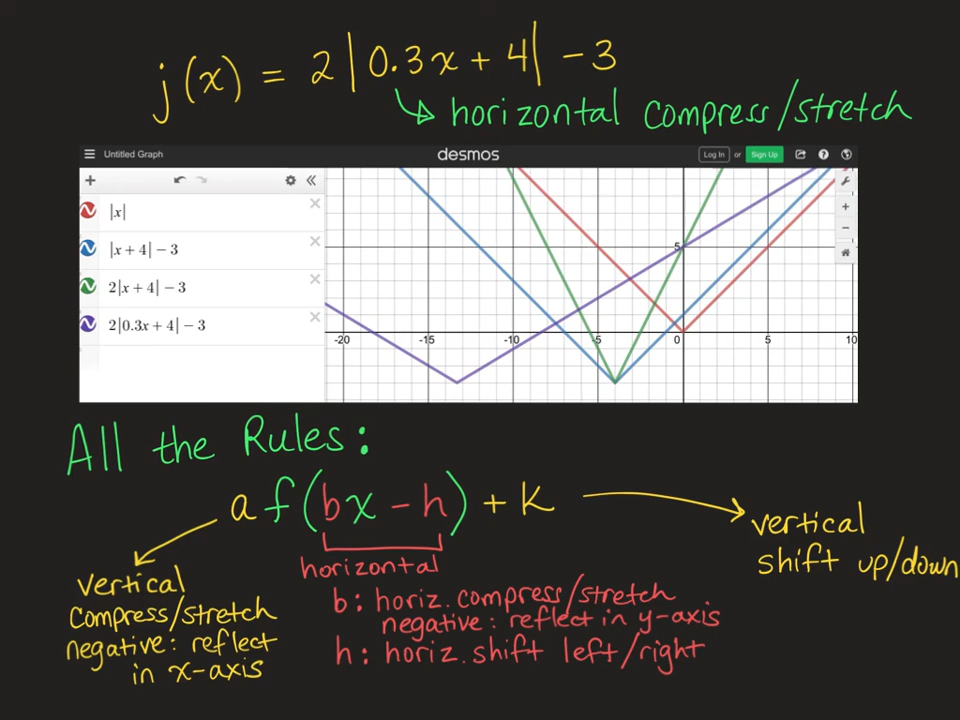 j(x) = 2|0.3x + 4| - 3
horizontal compress/stretch
Untitled Graph desmos Log In or Sign Up
|x|
|x + 4| - 3
2|x + 4| - 3
2|0.3x + 4| - 3
5
-20 -15 -10 -5 0 5 10
All the Rules:
a f(bx - h) + k
vertical
shift up/down
horizontal
vertical
compress/stretch
negative: reflect
in x-axis
b: horiz. compress/stretch
negative: reflect in y-axis
h: horiz. shift left/right